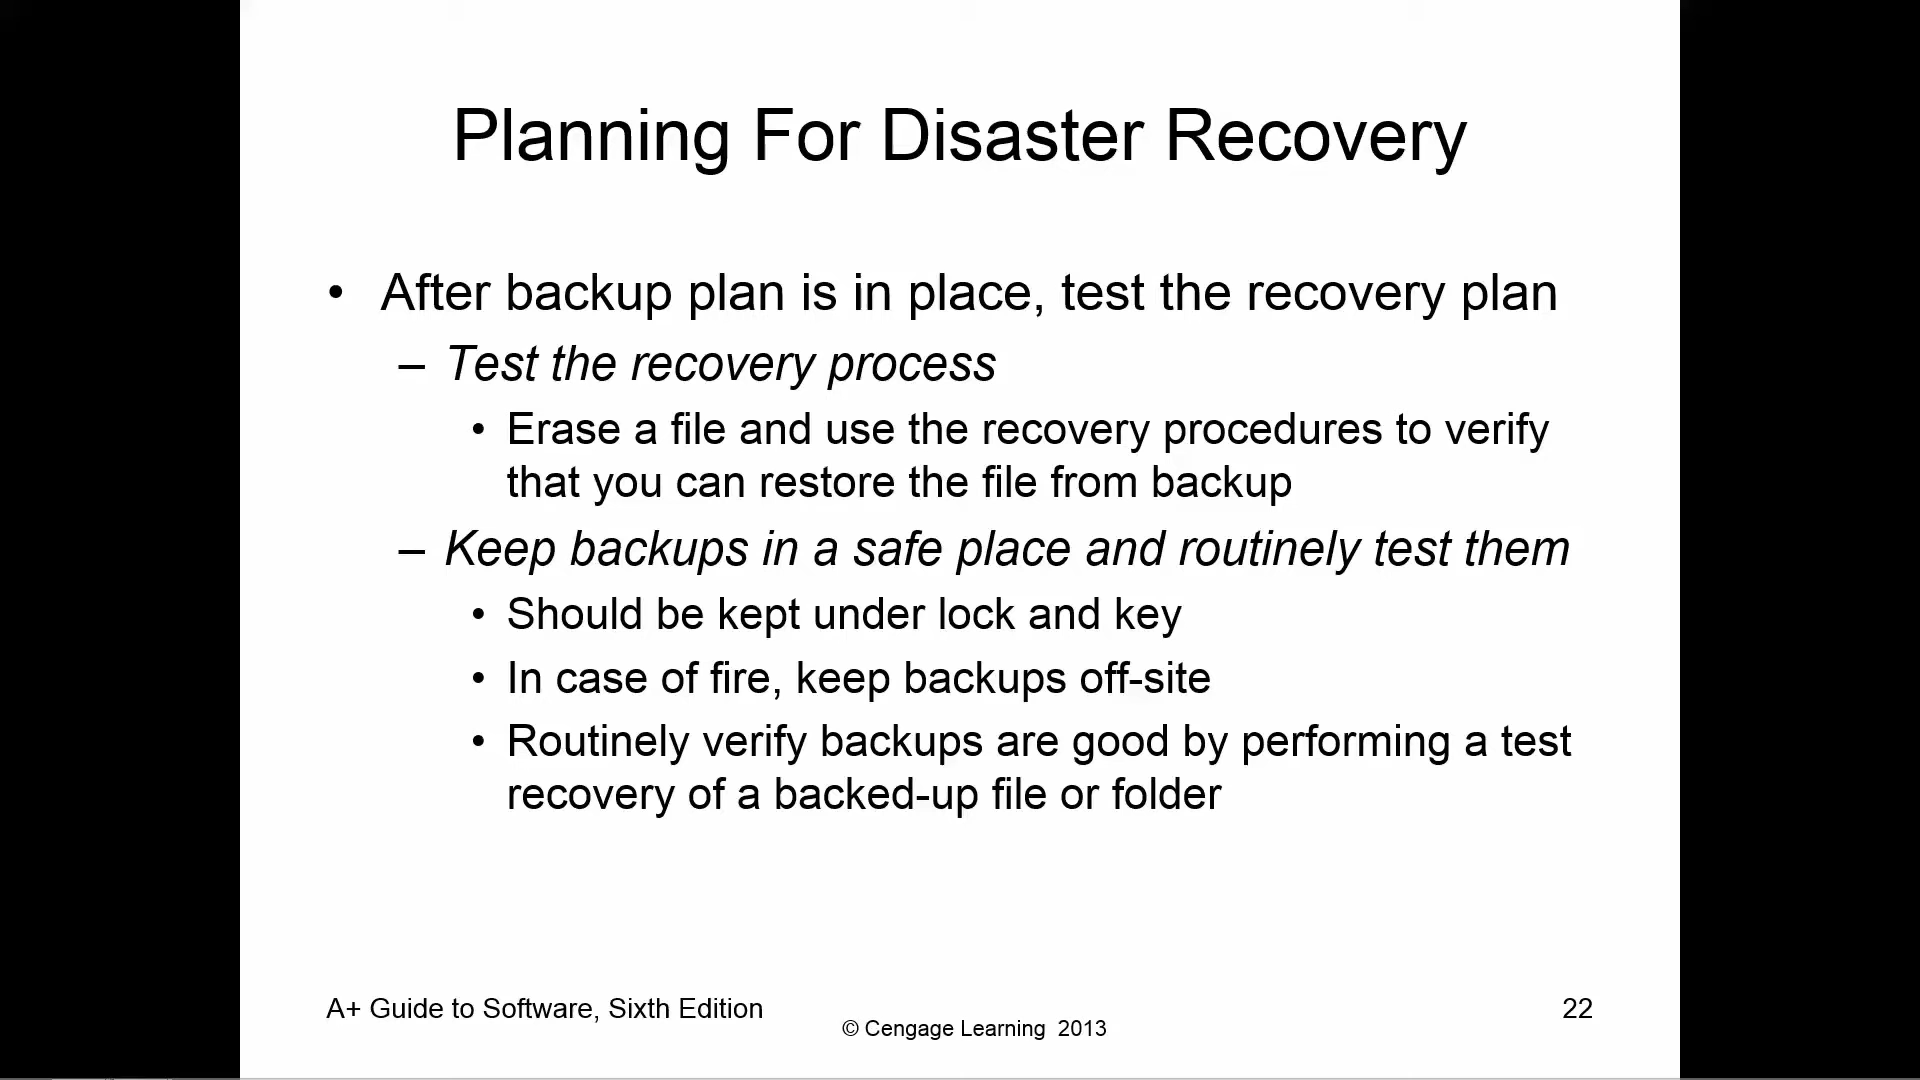 Planning For Disaster Recovery
• After backup plan is in place, test the recovery plan
– Test the recovery process
• Erase a file and use the recovery procedures to verify
that you can restore the file from backup
– Keep backups in a safe place and routinely test them
• Should be kept under lock and key
• In case of fire, keep backups off-site
• Routinely verify backups are good by performing a test
recovery of a backed-up file or folder
A+ Guide to Software, Sixth Edition
© Cengage Learning 2013
22